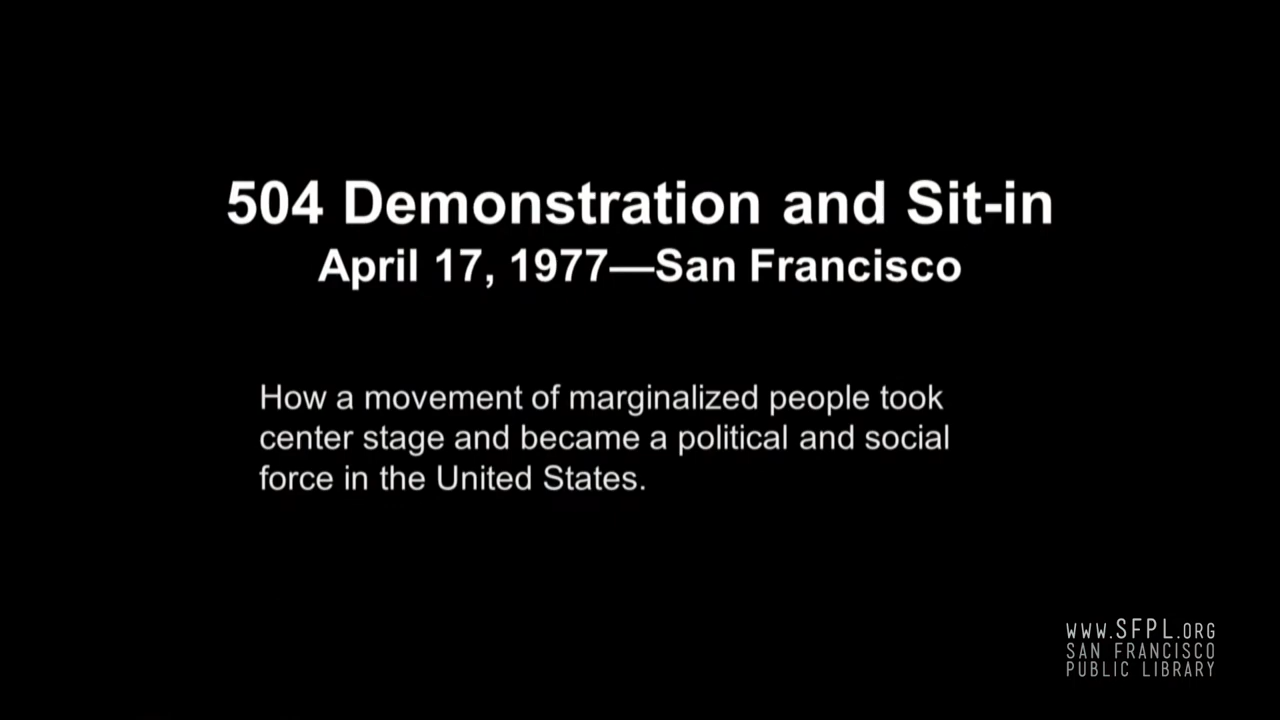 504 Demonstration and Sit-in
April 17, 1977—San Francisco
How a movement of marginalized people took
center stage and became a political and social
force in the United States.
WWW.SFPL.ORG
SAN FRANCISCO
PUBLIC LIBRARY